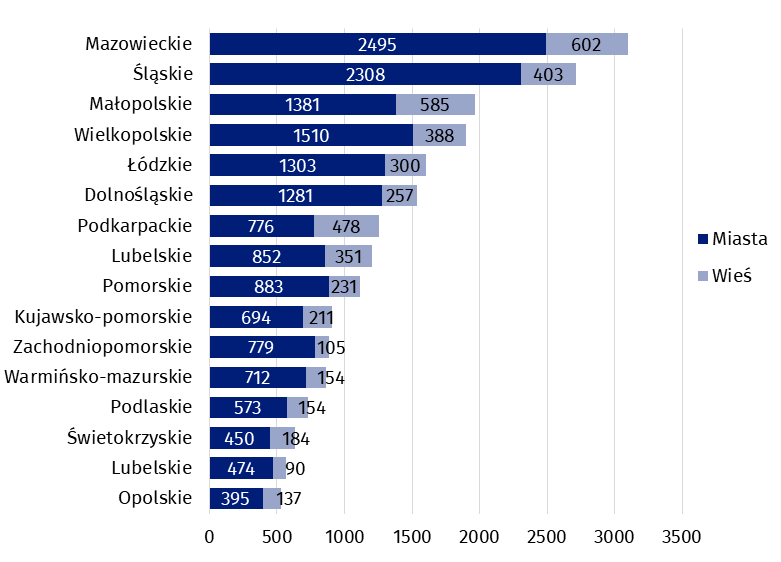 Mazowieckie 2495 602
Śląskie 2308 403
Małopolskie 1381 585
Wielkopolskie 1510 388
Łódzkie 1303 300
Dolnośląskie 1281 257
Podkarpackie 776 478
Lubelskie 852 351
Pomorskie 883 231
Kujawsko-pomorskie 694 211
Zachodniopomorskie 779 105
Warmińsko-mazurskie 712 154
Podlaskie 573 154
Świetokrzyskie 450 184
Lubelskie 474 90
Opolskie 395 137
0 500 1000 1500 2000 2500 3000 3500
Miasta
Wieś